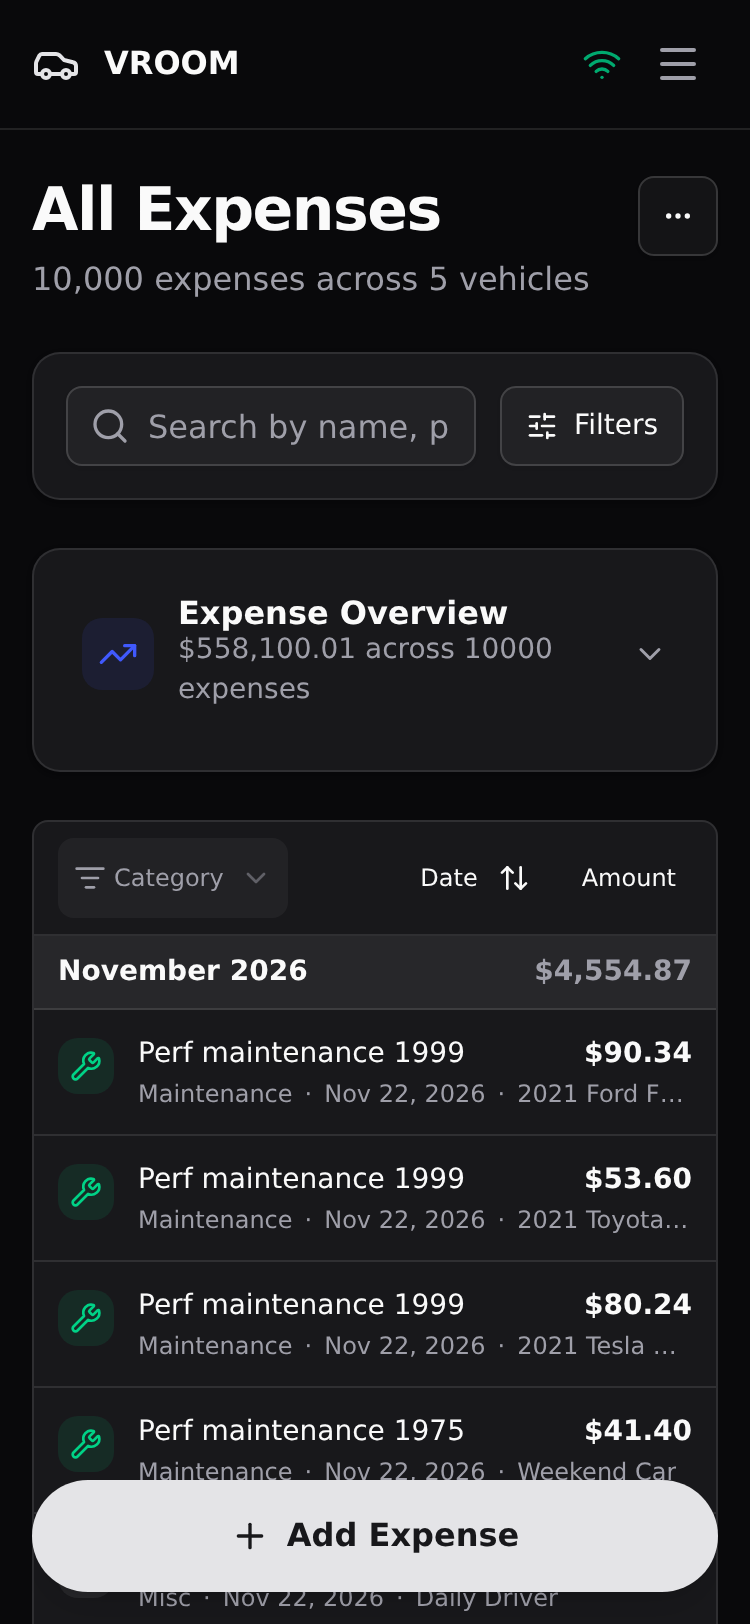 VROOM
All Expenses
10,000 expenses across 5 vehicles
Search by name, p
Filters
Expense Overview
$558,100.01 across 10000
expenses
Category
Date
Amount
November 2026 $4,554.87
Perf maintenance 1999 $90.34
Maintenance · Nov 22, 2026 · 2021 Ford F...
Perf maintenance 1999 $53.60
Maintenance · Nov 22, 2026 · 2021 Toyota...
Perf maintenance 1999 $80.24
Maintenance · Nov 22, 2026 · 2021 Tesla ...
Perf maintenance 1975 $41.40
Maintenance · Nov 22, 2026 · Weekend Car
Add Expense
Misc · Nov 22, 2026 · Daily Driver